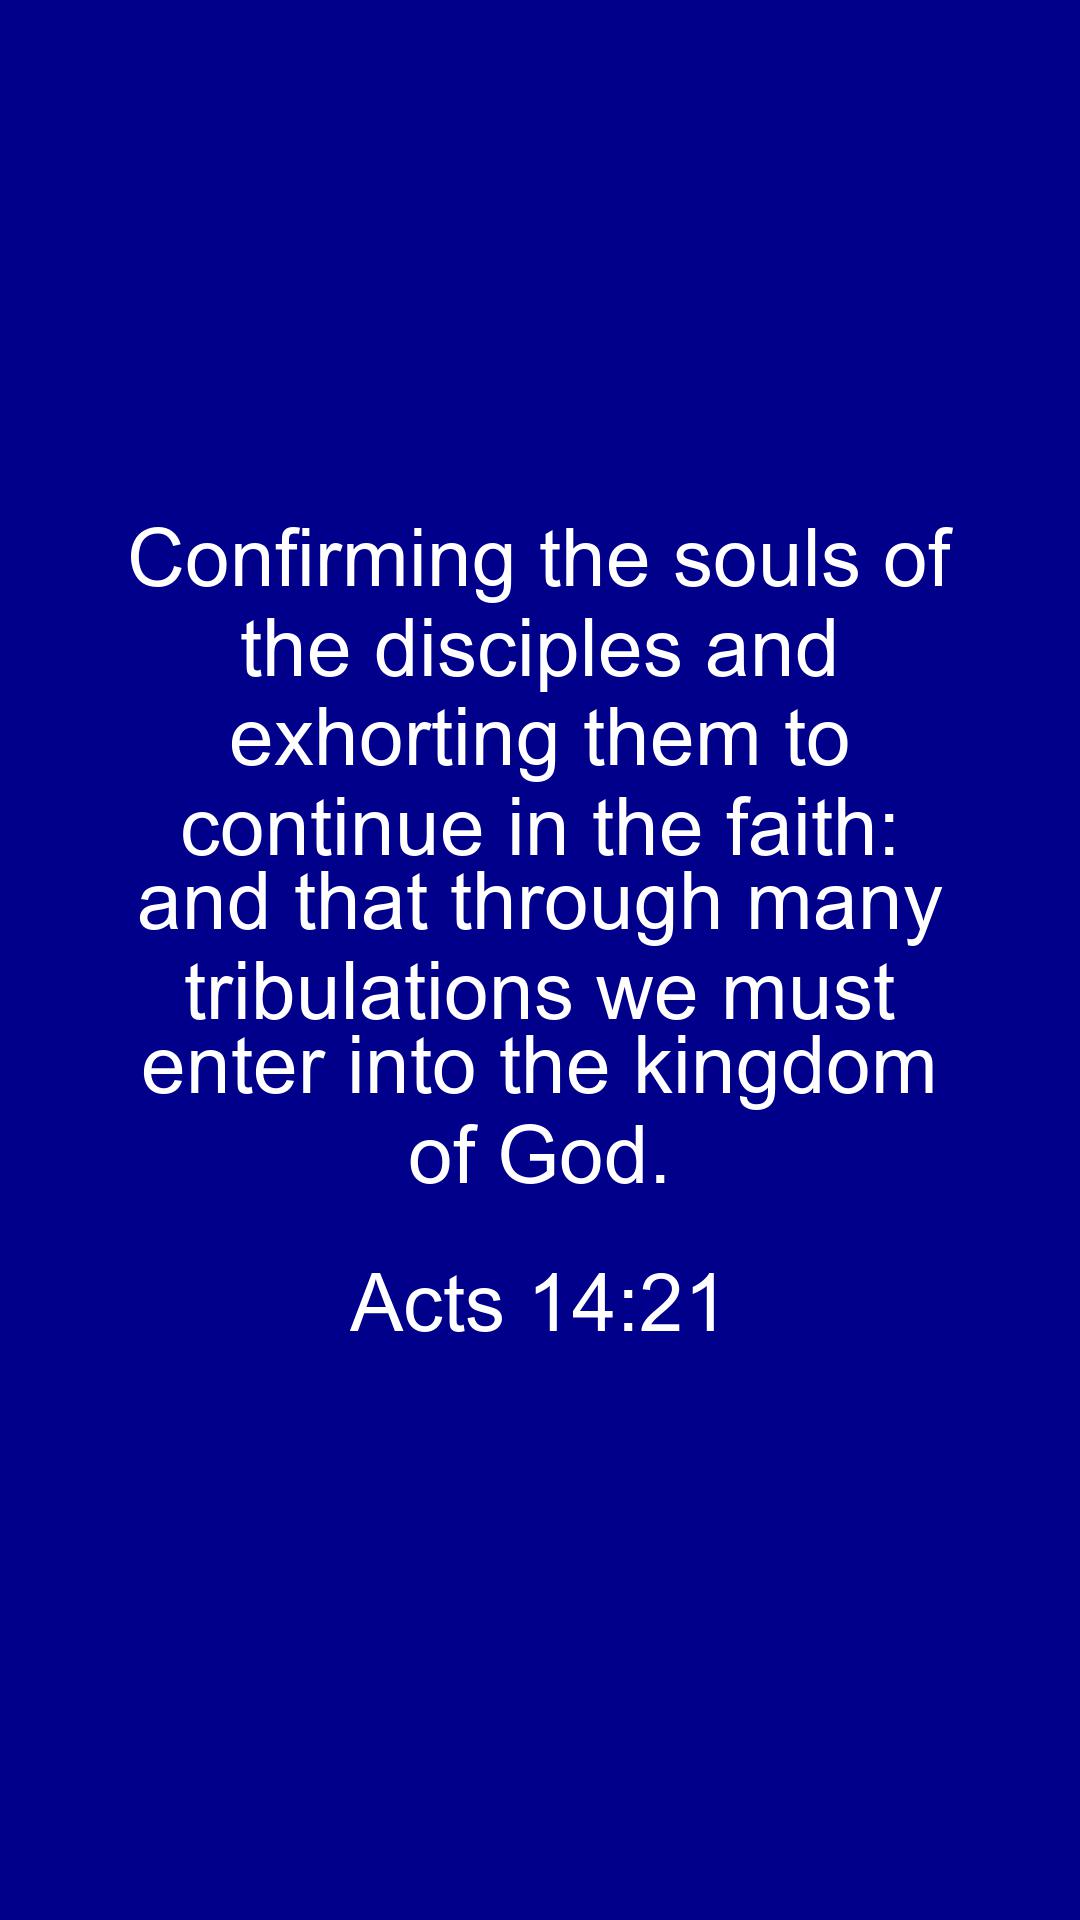 Confirming the souls of
the disciples and
exhorting them to
continue in the faith:
and that through many
tribulations we must
enter into the kingdom
of God.
Acts 14:21